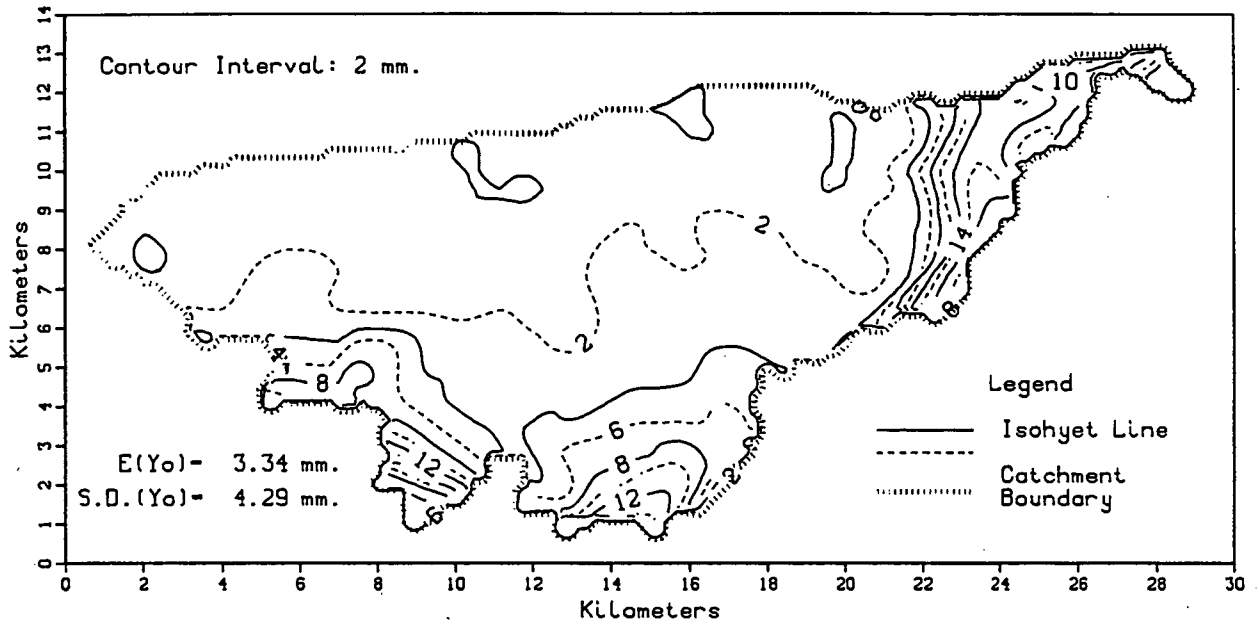 14
13
12
11
10
9
8
7
6
5
4
3
2
1
0
Kilometers
Contour Interval: 2 mm.
10
2
14
8
2
4
8
6
8
12
12
6
2
E(Yo)= 3.34 mm.
S.D.(Yo)= 4.29 mm.
Legend
Isohyet Line
Catchment
Boundary
0 2 4 6 8 10 12 14 16 18 20 22 24 26 28 30
Kilometers